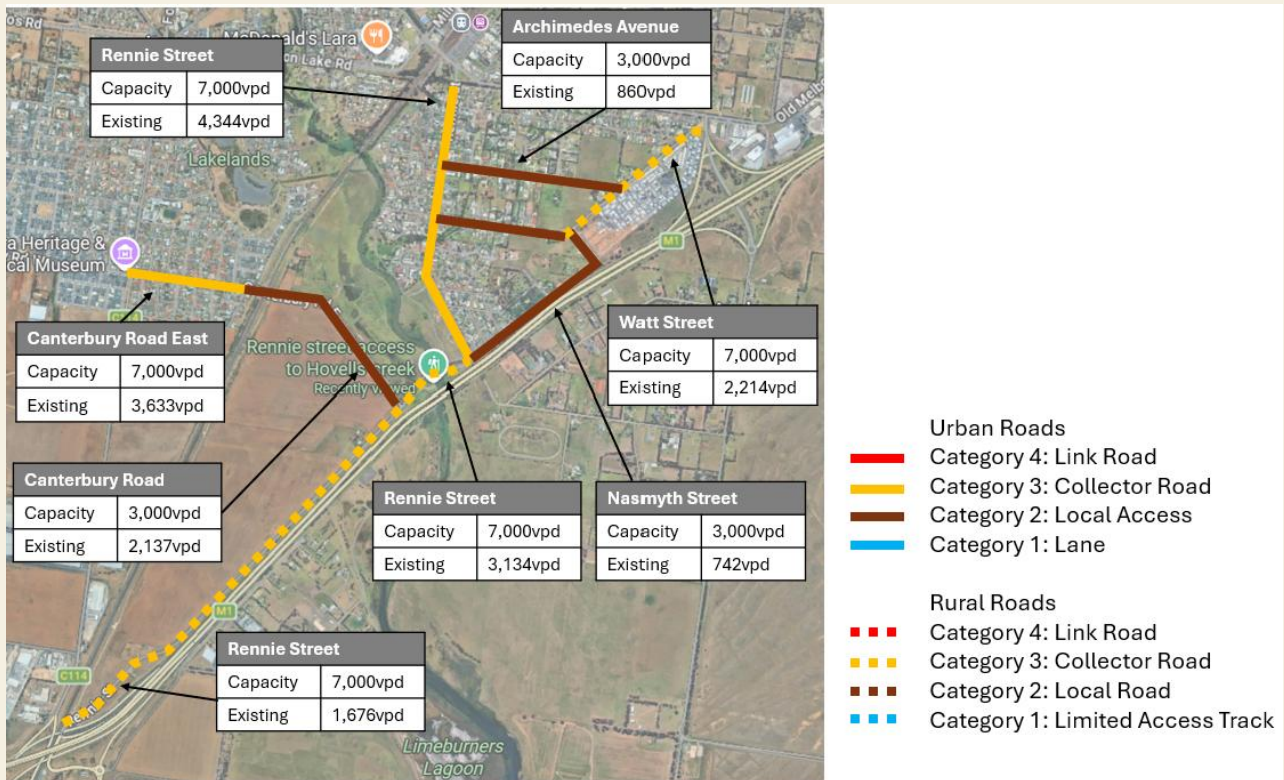 Rennie Street
Capacity 7,000vpd
Existing 4,344vpd
McDonald's Lara
Archimedes Avenue
Capacity 3,000vpd
Existing 860vpd
Lakelands
M1
a Heritage &
cal Museum
Canterbury Road East
Capacity 7,000vpd
Existing 3,633vpd
Rennie street access
to Hovells creek
Recently viewed
Watt Street
Capacity 7,000vpd
Existing 2,214vpd
Canterbury Road
Capacity 3,000vpd
Existing 2,137vpd
Rennie Street
Capacity 7,000vpd
Existing 3,134vpd
Nasmyth Street
Capacity 3,000vpd
Existing 742vpd
M1
C114
Rennie Street
Capacity 7,000vpd
Existing 1,676vpd
Limeburners
Lagoon
Urban Roads
Category 4: Link Road
Category 3: Collector Road
Category 2: Local Access
Category 1: Lane
Rural Roads
Category 4: Link Road
Category 3: Collector Road
Category 2: Local Road
Category 1: Limited Access Track